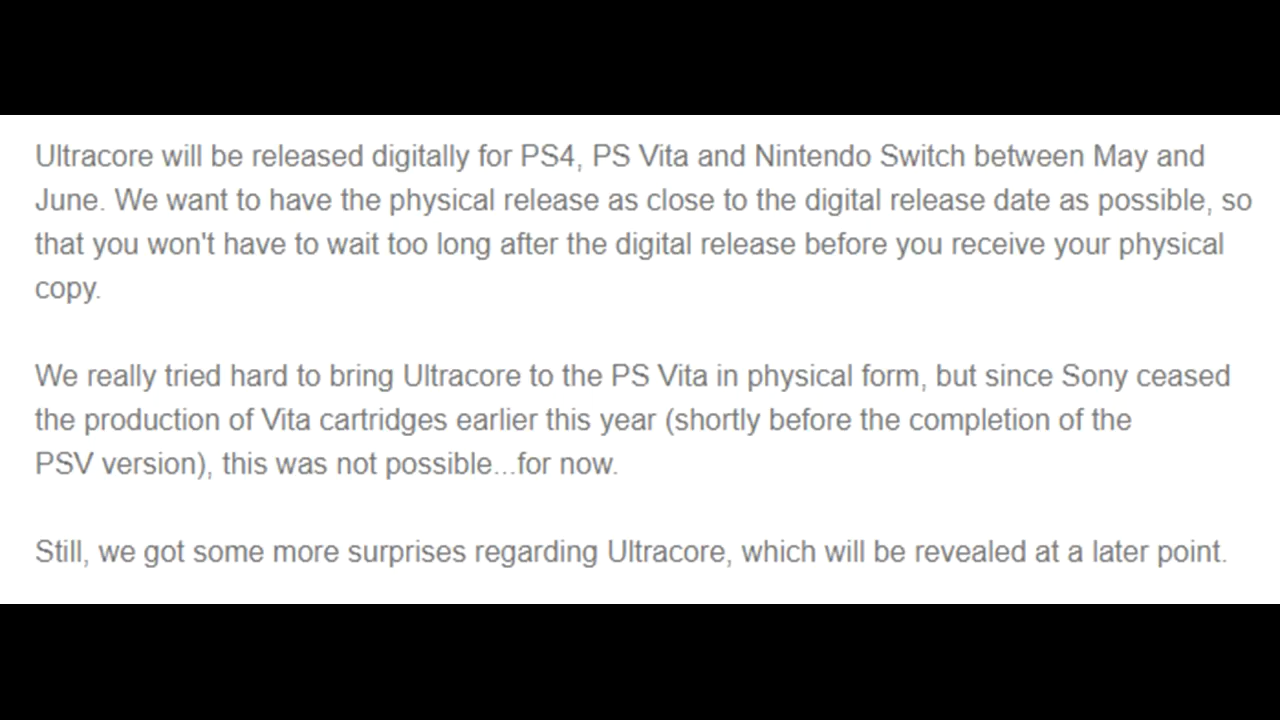 Ultracore will be released digitally for PS4, PS Vita and Nintendo Switch between May and
June. We want to have the physical release as close to the digital release date as possible, so
that you won't have to wait too long after the digital release before you receive your physical
copy.
We really tried hard to bring Ultracore to the PS Vita in physical form, but since Sony ceased
the production of Vita cartridges earlier this year (shortly before the completion of the
PSV version), this was not possible...for now.
Still, we got some more surprises regarding Ultracore, which will be revealed at a later point.